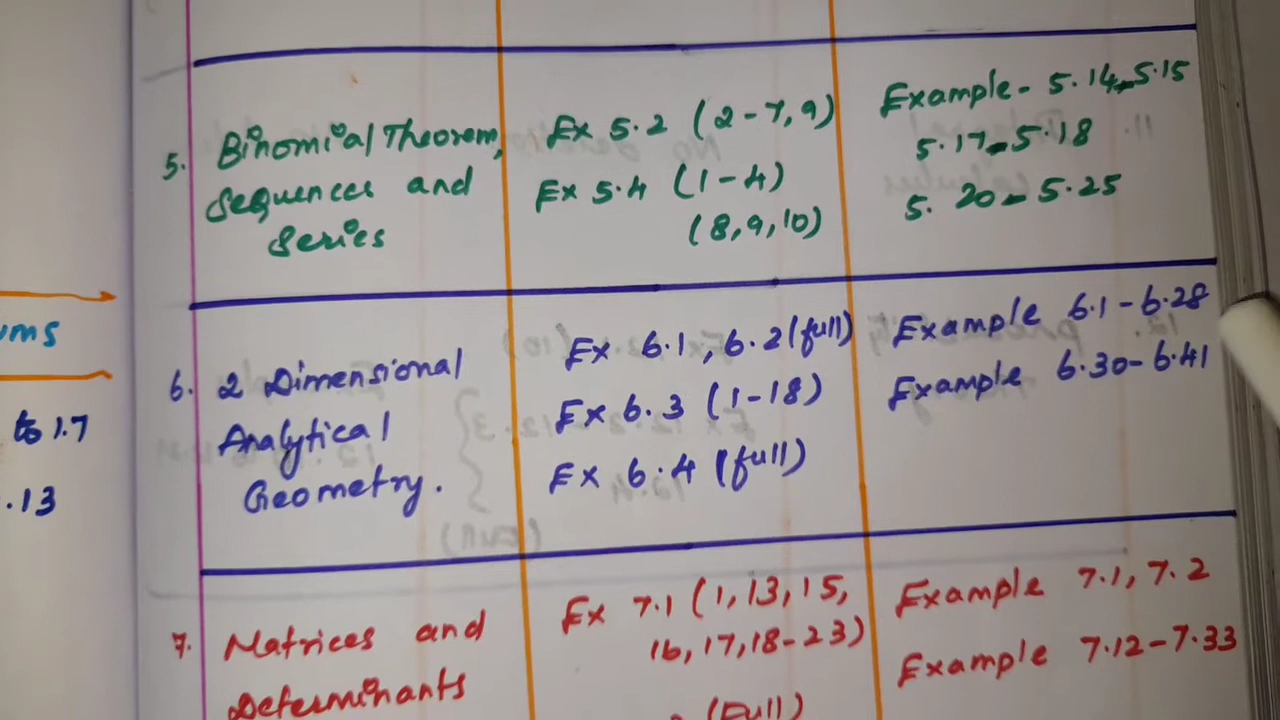 5. Binomial Theorem,
Sequences and
Series
Ex 5.2 (2-7, 9)
Ex 5.4 (1-4)
(8, 9, 10)
Example - 5.14, 5.15
5.17-5.18
5. 20-5.25
ums
to 1.7
.13
6. 2 Dimensional
Analytical
Geometry.
Ex 6.1, 6.2 (full)
Ex 6.3 (1-18)
Ex 6.4 (full)
Example 6.1-6.28
Example 6.30-6.41
7. Matrices and
Determinants
Ex 7.1 (1, 13, 15,
16, 17, 18-23)
(Full)
Example 7.1, 7.2
Example 7.12-7.33